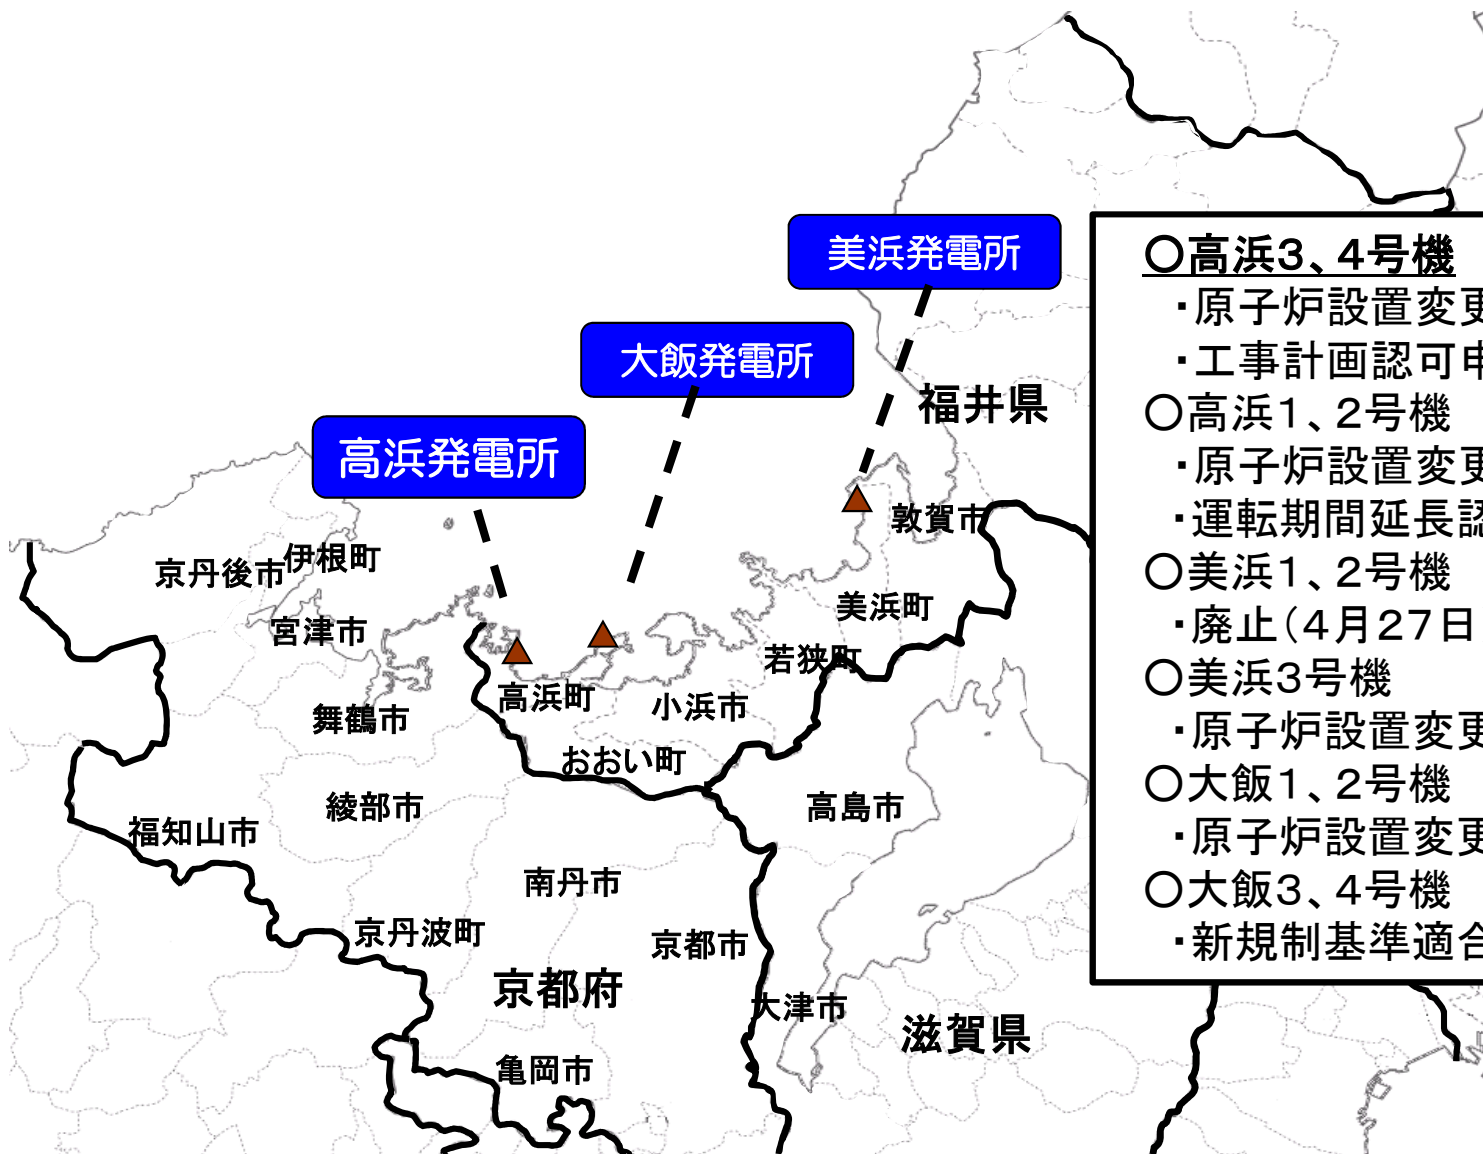 美浜発電所
大飯発電所
高浜発電所
福井県
敦賀市
伊根町
京丹後市
美浜町
宮津市
若狭町
高浜町
小浜市
舞鶴市
おおい町
綾部市
高島市
福知山市
南丹市
京丹波町
京都市
京都府
大津市
滋賀県
亀岡市
○高浜3、4号機
・原子炉設置変更
・工事計画認可申
○高浜1、2号機
・原子炉設置変更
・運転期間延長認
○美浜1、2号機
・廃止(4月27日
○美浜3号機
・原子炉設置変更
○大飯1、2号機
・原子炉設置変更
○大飯3、4号機
・新規制基準適合